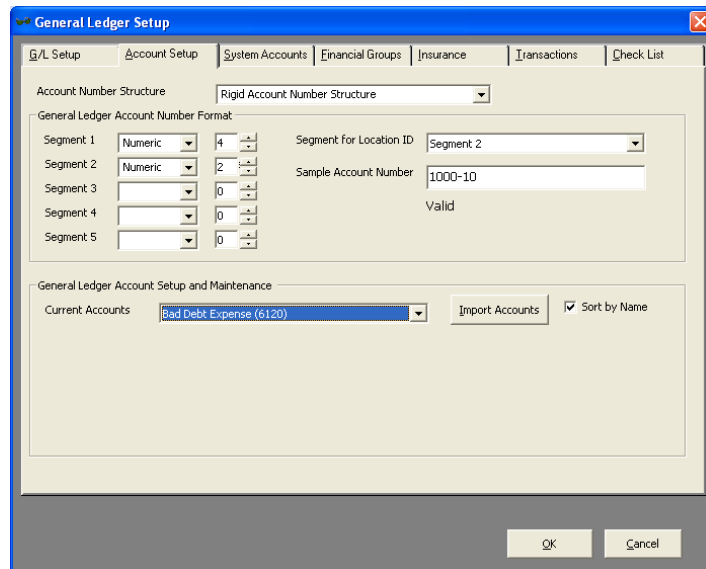 General Ledger Setup
G/L Setup Account Setup System Accounts Financial Groups Insurance Transactions Check List
Account Number Structure Rigid Account Number Structure
General Ledger Account Number Format
Segment 1 Numeric 4 Segment for Location ID Segment 2
Segment 2 Numeric 2 Sample Account Number 1000-10
Segment 3 0 Valid
Segment 4 0
Segment 5 0
General Ledger Account Setup and Maintenance
Current Accounts Bad Debt Expense (6120) Import Accounts Sort by Name
OK Cancel